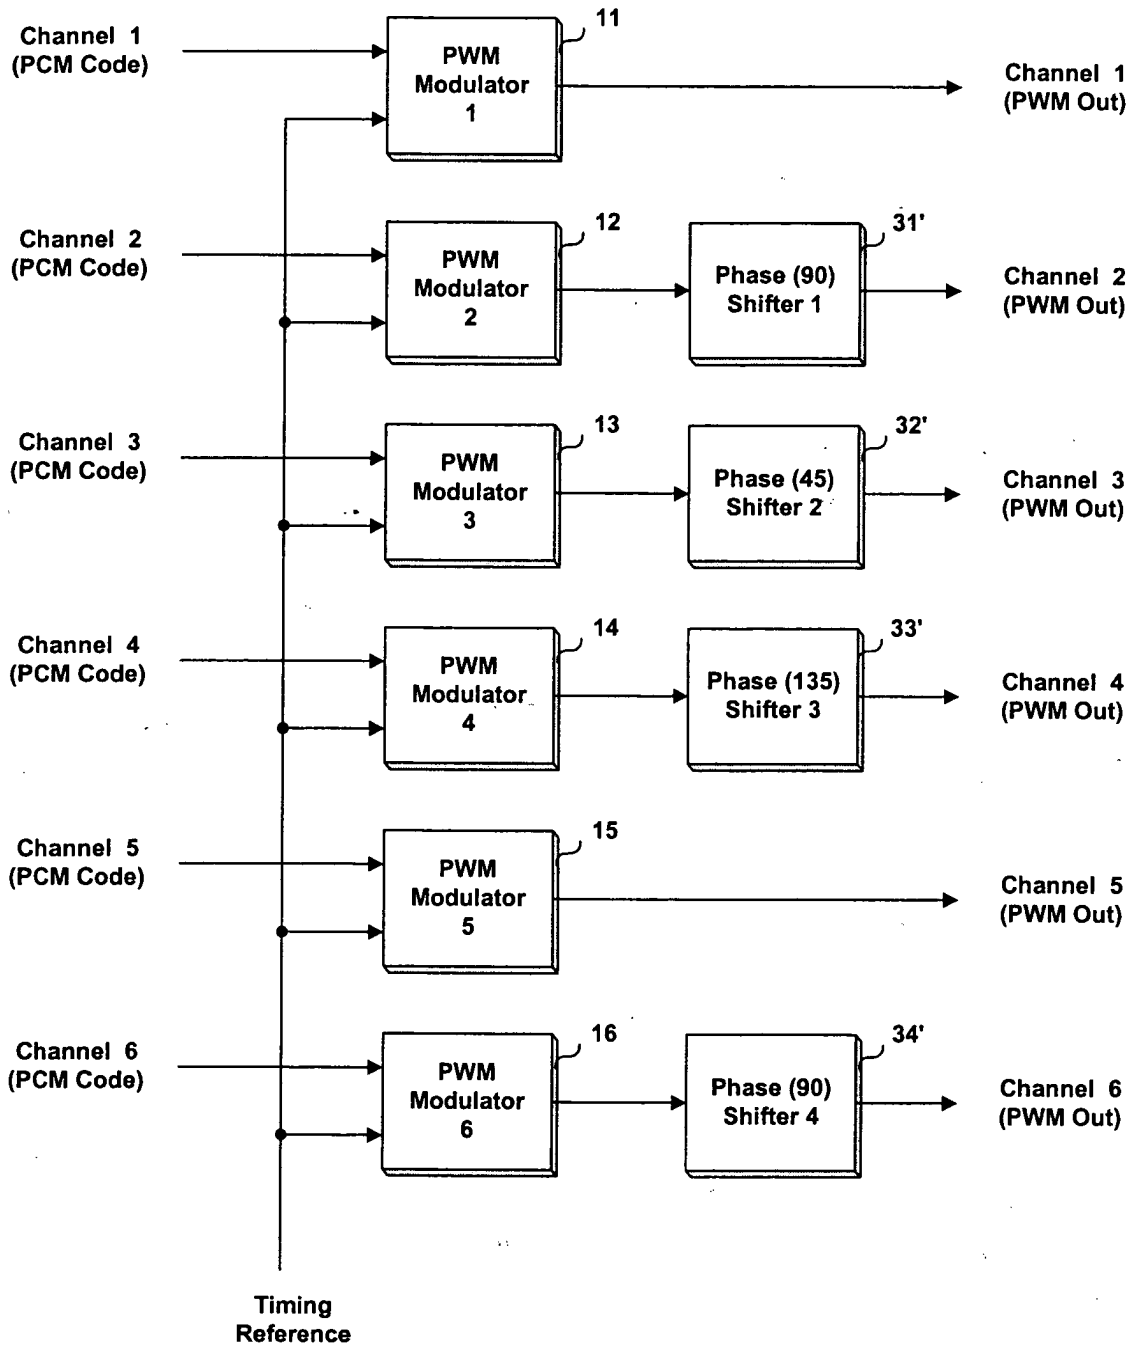 Channel 1
(PCM Code)
PWM
Modulator
1
11
Channel 1
(PWM Out)
Channel 2
(PCM Code)
PWM
Modulator
2
12
Phase (90)
Shifter 1
31'
Channel 2
(PWM Out)
Channel 3
(PCM Code)
PWM
Modulator
3
13
Phase (45)
Shifter 2
32'
Channel 3
(PWM Out)
Channel 4
(PCM Code)
PWM
Modulator
4
14
Phase (135)
Shifter 3
33'
Channel 4
(PWM Out)
Channel 5
(PCM Code)
PWM
Modulator
5
15
Channel 5
(PWM Out)
Channel 6
(PCM Code)
PWM
Modulator
6
16
Phase (90)
Shifter 4
34'
Channel 6
(PWM Out)
Timing
Reference